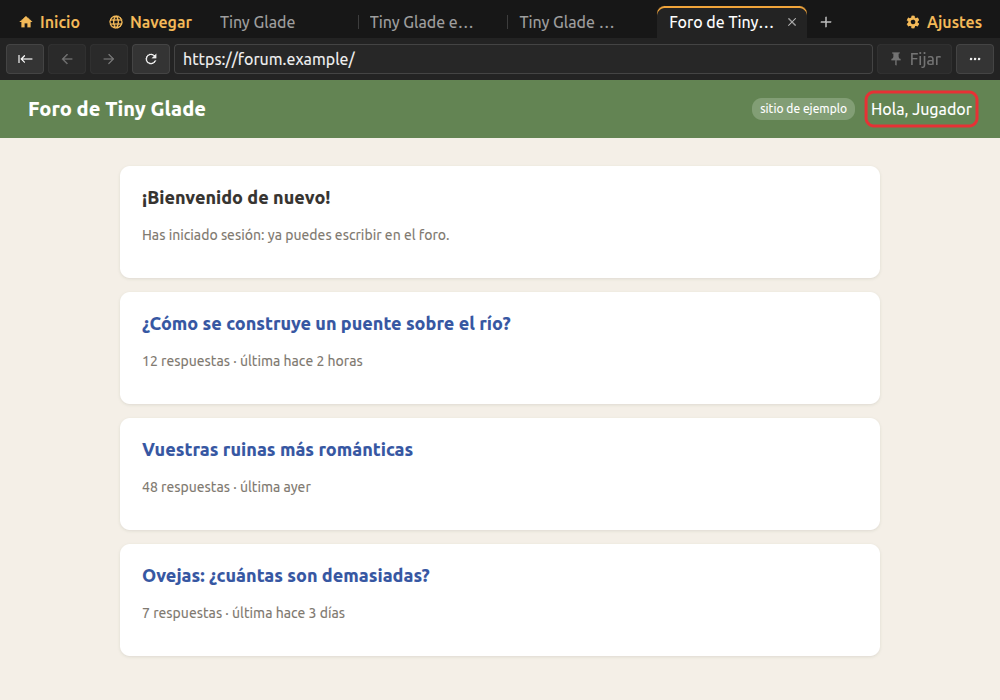 Inicio
Navegar
Tiny Glade
Tiny Glade e…
Tiny Glade …
Foro de Tiny…
Ajustes
https://forum.example/
Fijar
Foro de Tiny Glade
sitio de ejemplo
Hola, Jugador
¡Bienvenido de nuevo!
Has iniciado sesión: ya puedes escribir en el foro.
¿Cómo se construye un puente sobre el río?
12 respuestas · última hace 2 horas
Vuestras ruinas más románticas
48 respuestas · última ayer
Ovejas: ¿cuántas son demasiadas?
7 respuestas · última hace 3 días